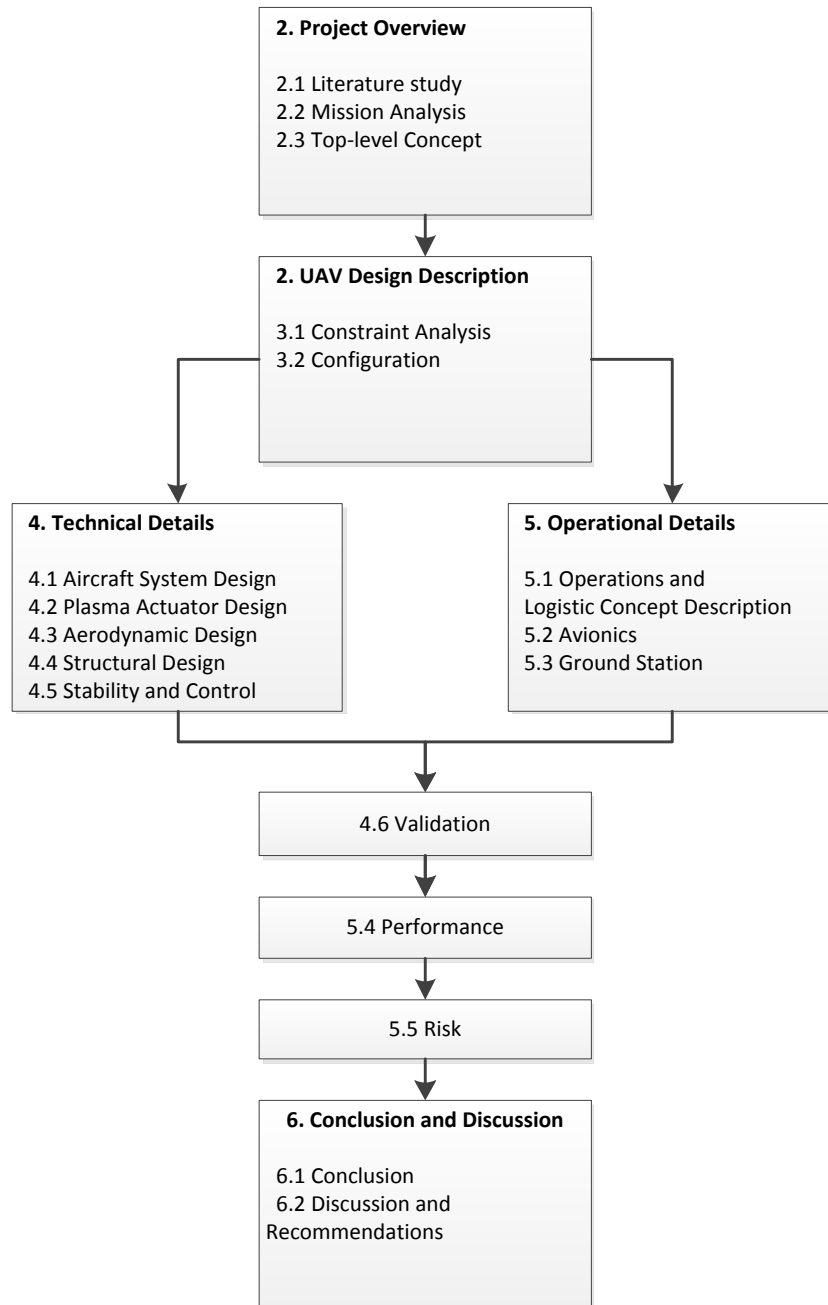 2. Project Overview
2.1 Literature study
2.2 Mission Analysis
2.3 Top-level Concept
2. UAV Design Description
3.1 Constraint Analysis
3.2 Configuration
4. Technical Details
4.1 Aircraft System Design
4.2 Plasma Actuator Design
4.3 Aerodynamic Design
4.4 Structural Design
4.5 Stability and Control
5. Operational Details
5.1 Operations and
Logistic Concept Description
5.2 Avionics
5.3 Ground Station
4.6 Validation
5.4 Performance
5.5 Risk
6. Conclusion and Discussion
6.1 Conclusion
6.2 Discussion and
Recommendations